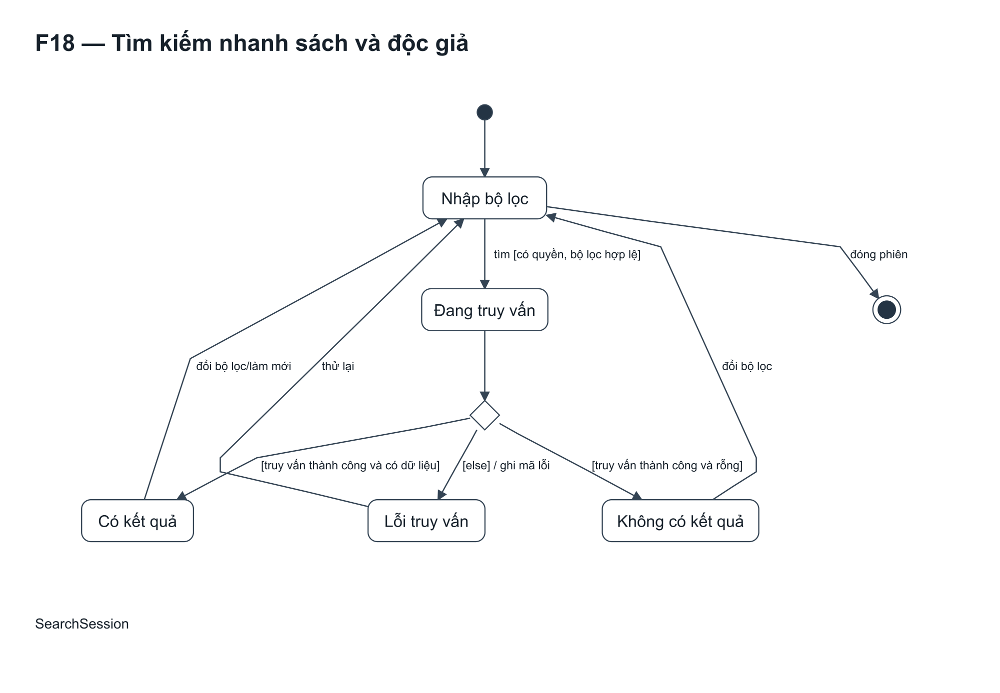 F18 — Tìm kiếm nhanh sách và độc giả
Nhập bộ lọc
tìm [có quyền, bộ lọc hợp lệ]
đóng phiên
Đang truy vấn
đổi bộ lọc/làm mới
thử lại
đổi bộ lọc
[truy vấn thành công và có dữ liệu]
[else] / ghi mã lỗi
[truy vấn thành công và rỗng]
Có kết quả
Lỗi truy vấn
Không có kết quả
SearchSession